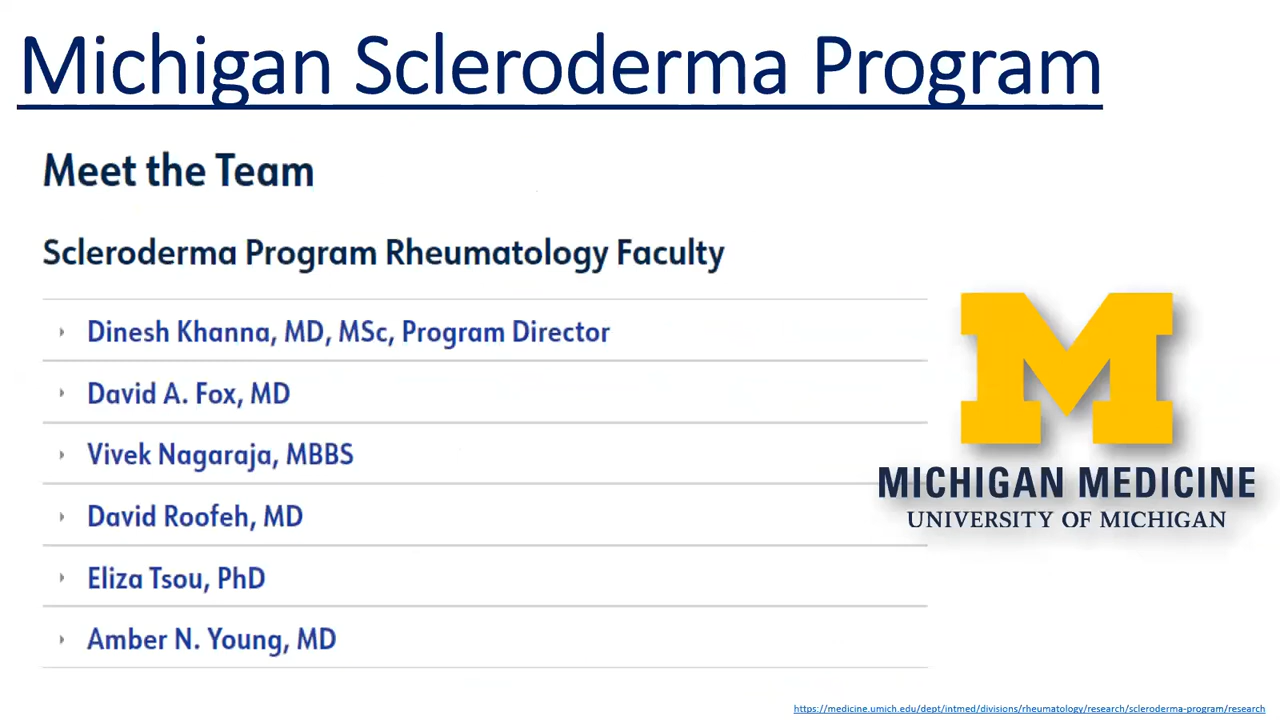 Michigan Scleroderma Program
Meet the Team
Scleroderma Program Rheumatology Faculty
Dinesh Khanna, MD, MSc, Program Director
David A. Fox, MD
Vivek Nagaraja, MBBS
David Roofeh, MD
Eliza Tsou, PhD
Amber N. Young, MD
M
MICHIGAN MEDICINE
UNIVERSITY OF MICHIGAN
https://medicine.umich.edu/dept/intmed/divisions/rheumatology/research/scleroderma-program/research